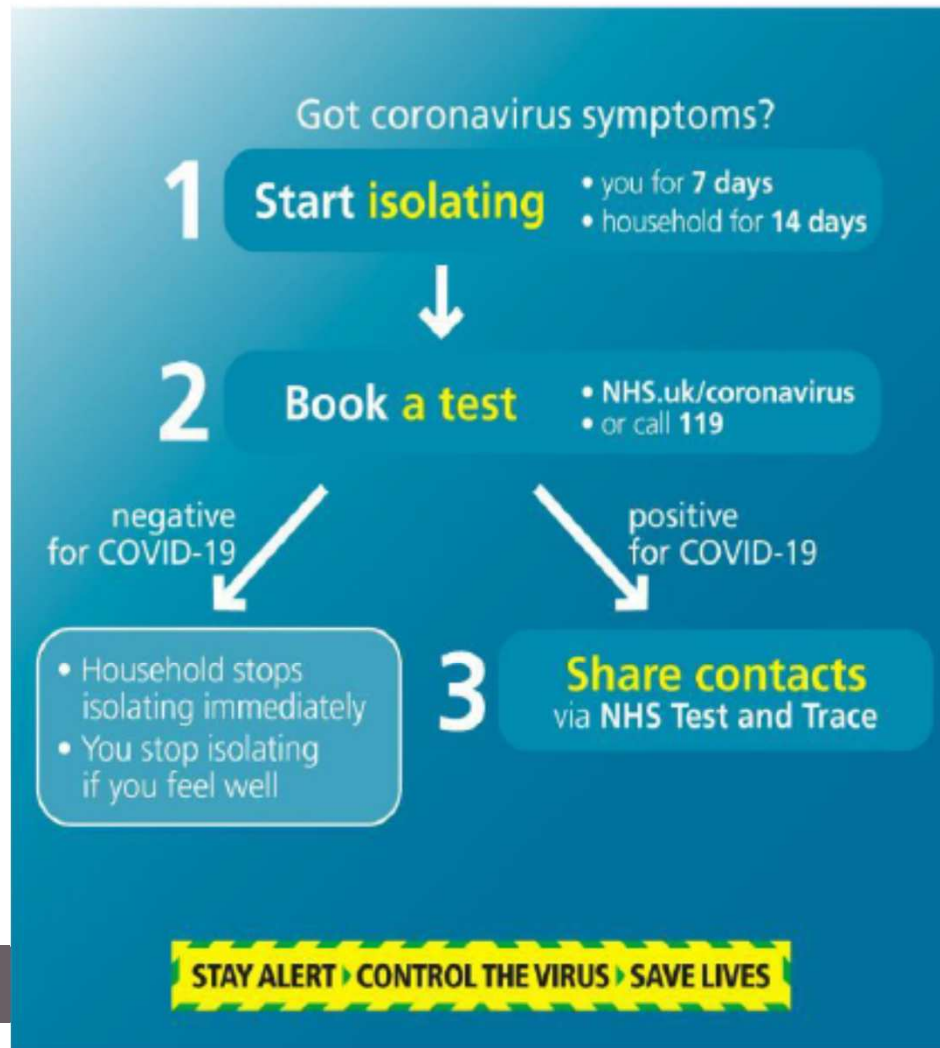 Got coronavirus symptoms?
1
Start isolating
• you for 7 days
• household for 14 days
2
Book a test
• NHS.uk/coronavirus
• or call 119
negative
for COVID-19
positive
for COVID-19
• Household stops
isolating immediately
• You stop isolating
if you feel well
3
Share contacts
via NHS Test and Trace
STAY ALERT CONTROL THE VIRUS SAVE LIVES